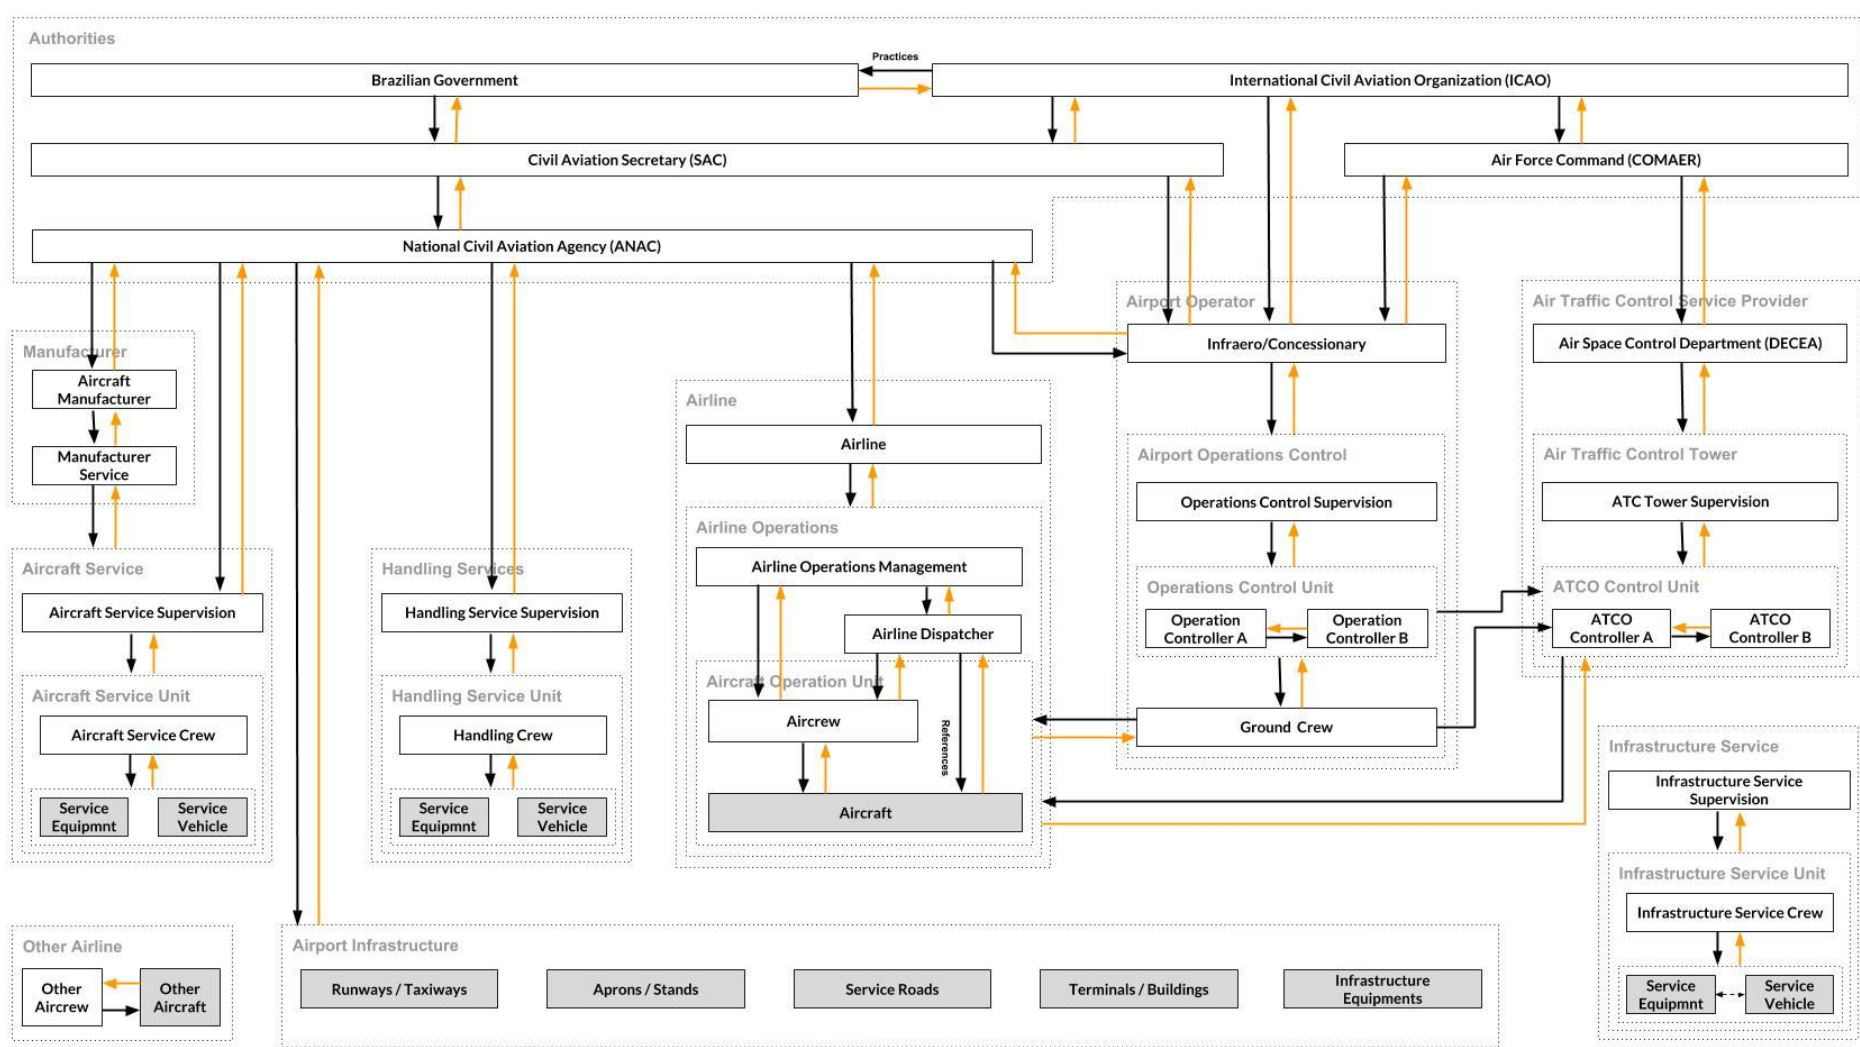 Authorities
Practices
Brazilian Government
International Civil Aviation Organization (ICAO)
Civil Aviation Secretary (SAC)
Air Force Command (COMAER)
National Civil Aviation Agency (ANAC)
Airport Operator
Air Traffic Control Service Provider
Infraero/Concessionary
Air Space Control Department (DECEA)
Manufacturer
Aircraft
Manufacturer
Manufacturer
Service
Airline
Airline
Airport Operations Control
Air Traffic Control Tower
Operations Control Supervision
ATC Tower Supervision
Airline Operations
Airline Operations Management
Aircraft Service
Handling Services
Operations Control Unit
ATCO Control Unit
Aircraft Service Supervision
Handling Service Supervision
Airline Dispatcher
Operation
Controller A
Operation
Controller B
ATCO
Controller A
ATCO
Controller B
Aircraft Operation Unit
Aircraft Service Unit
Handling Service Unit
Aircrew
References
Ground Crew
Aircraft Service Crew
Handling Crew
Infrastructure Service
Infrastructure Service
Supervision
Service
Equipmnt
Service
Vehicle
Service
Equipmnt
Service
Vehicle
Aircraft
Infrastructure Service Unit
Infrastructure Service Crew
Other Airline
Airport Infrastructure
Other
Aircrew
Other
Aircraft
Runways / Taxiways
Aprons / Stands
Service Roads
Terminals / Buildings
Infrastructure
Equipments
Service
Equipmnt
Service
Vehicle